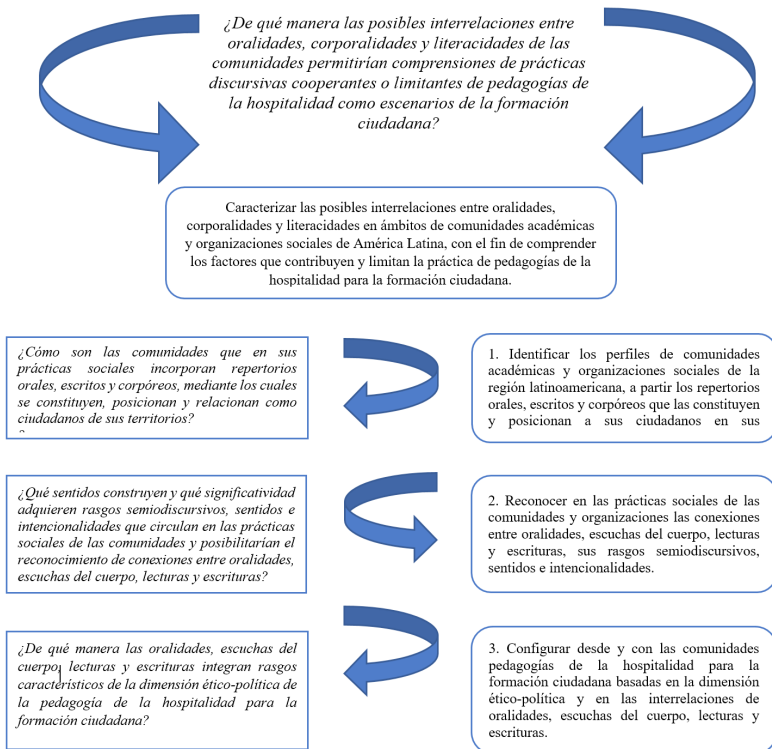 ¿De qué manera las posibles interrelaciones entre
oralidades, corporalidades y literacidades de las
comunidades permitirían comprensiones de prácticas
discursivas cooperantes o limitantes de pedagogías de
la hospitalidad como escenarios de la formación
ciudadana?
Caracterizar las posibles interrelaciones entre oralidades,
corporalidades y literacidades en ámbitos de comunidades académicas
y organizaciones sociales de América Latina, con el fin de comprender
los factores que contribuyen y limitan la práctica de pedagogías de la
hospitalidad para la formación ciudadana.
¿Cómo son las comunidades que en sus
prácticas sociales incorporan repertorios
orales, escritos y corpóreos, mediante los cuales
se constituyen, posicionan y relacionan como
ciudadanos de sus territorios?
1. Identificar los perfiles de comunidades
académicas y organizaciones sociales de la
región latinoamericana, a partir los repertorios
orales, escritos y corpóreos que las constituyen
y posicionan a sus ciudadanos en sus
¿Qué sentidos construyen y qué significatividad
adquieren rasgos semiodiscursivos, sentidos e
intencionalidades que circulan en las prácticas
sociales de las comunidades y posibilitarían el
reconocimiento de conexiones entre oralidades,
escuchas del cuerpo, lecturas y escrituras?
2. Reconocer en las prácticas sociales de las
comunidades y organizaciones las conexiones
entre oralidades, escuchas del cuerpo, lecturas
y escrituras, sus rasgos semiodiscursivos,
sentidos e intencionalidades.
¿De qué manera las oralidades, escuchas del
cuerpo, lecturas y escrituras integran rasgos
característicos de la dimensión ético-política de
la pedagogía de la hospitalidad para la
formación ciudadana?
3. Configurar desde y con las comunidades
pedagogías de la hospitalidad para la
formación ciudadana basadas en la dimensión
ético-política y en las interrelaciones de
oralidades, escuchas del cuerpo, lecturas y
escrituras.